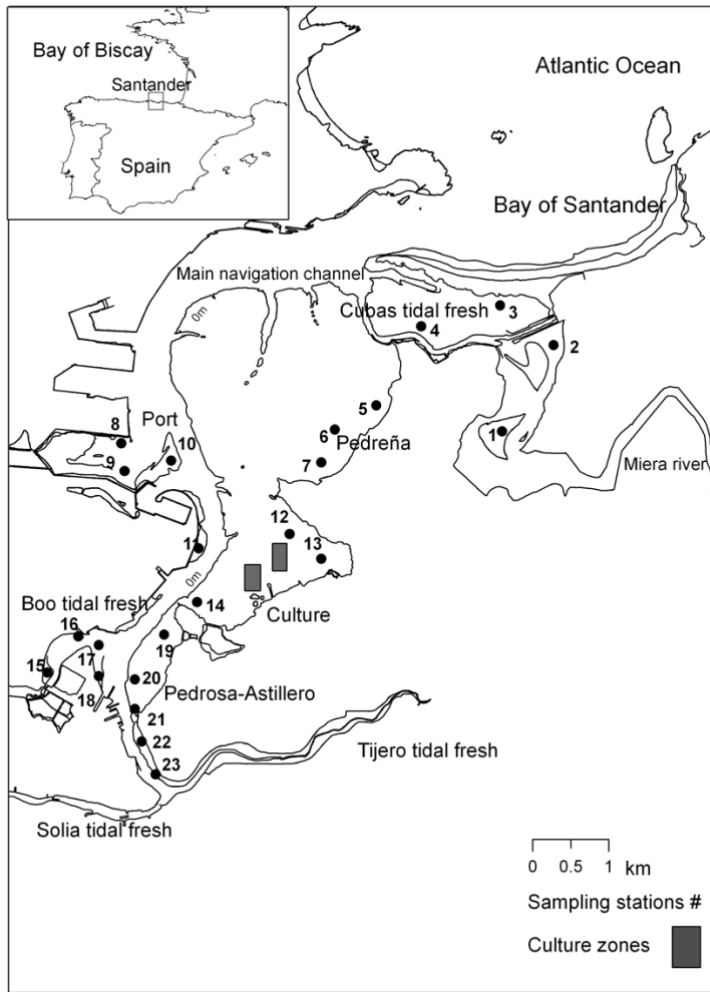 Bay of Biscay
Santander
Spain
Atlantic Ocean
Bay of Santander
Main navigation channel
0m
Cubas tidal fresh
3
4
2
5
8
Port
6
10
Pedreña
1
9
7
Miera river
12
11
13
0m
Boo tidal fresh
14
Culture
16
19
17
15
20
18
Pedrosa-Astillero
21
22
Tijero tidal fresh
23
Solia tidal fresh
0 0.5 1 km
Sampling stations #
Culture zones